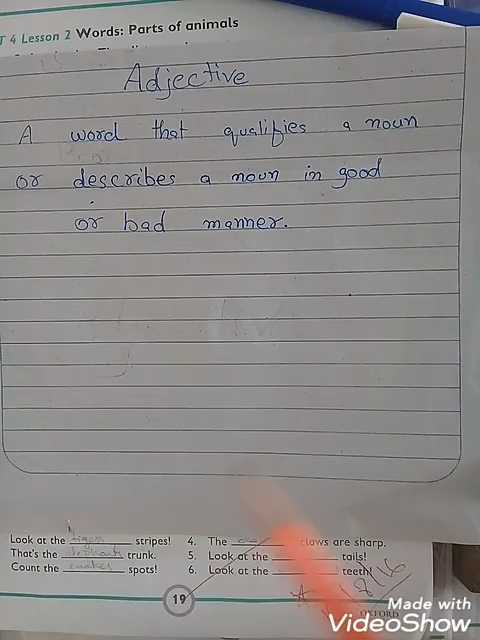 T 4 Lesson 2 Words: Parts of animals
Adjective
A word that qualifies a noun
or describes a noun in good
or bad manner.
Look at the tigers stripes!
That's the elephants trunk.
Count the snakes spots!
4. The claws are sharp.
5. Look at the tails!
6. Look at the teeth!
19
OXFORD
Made with
VideoShow